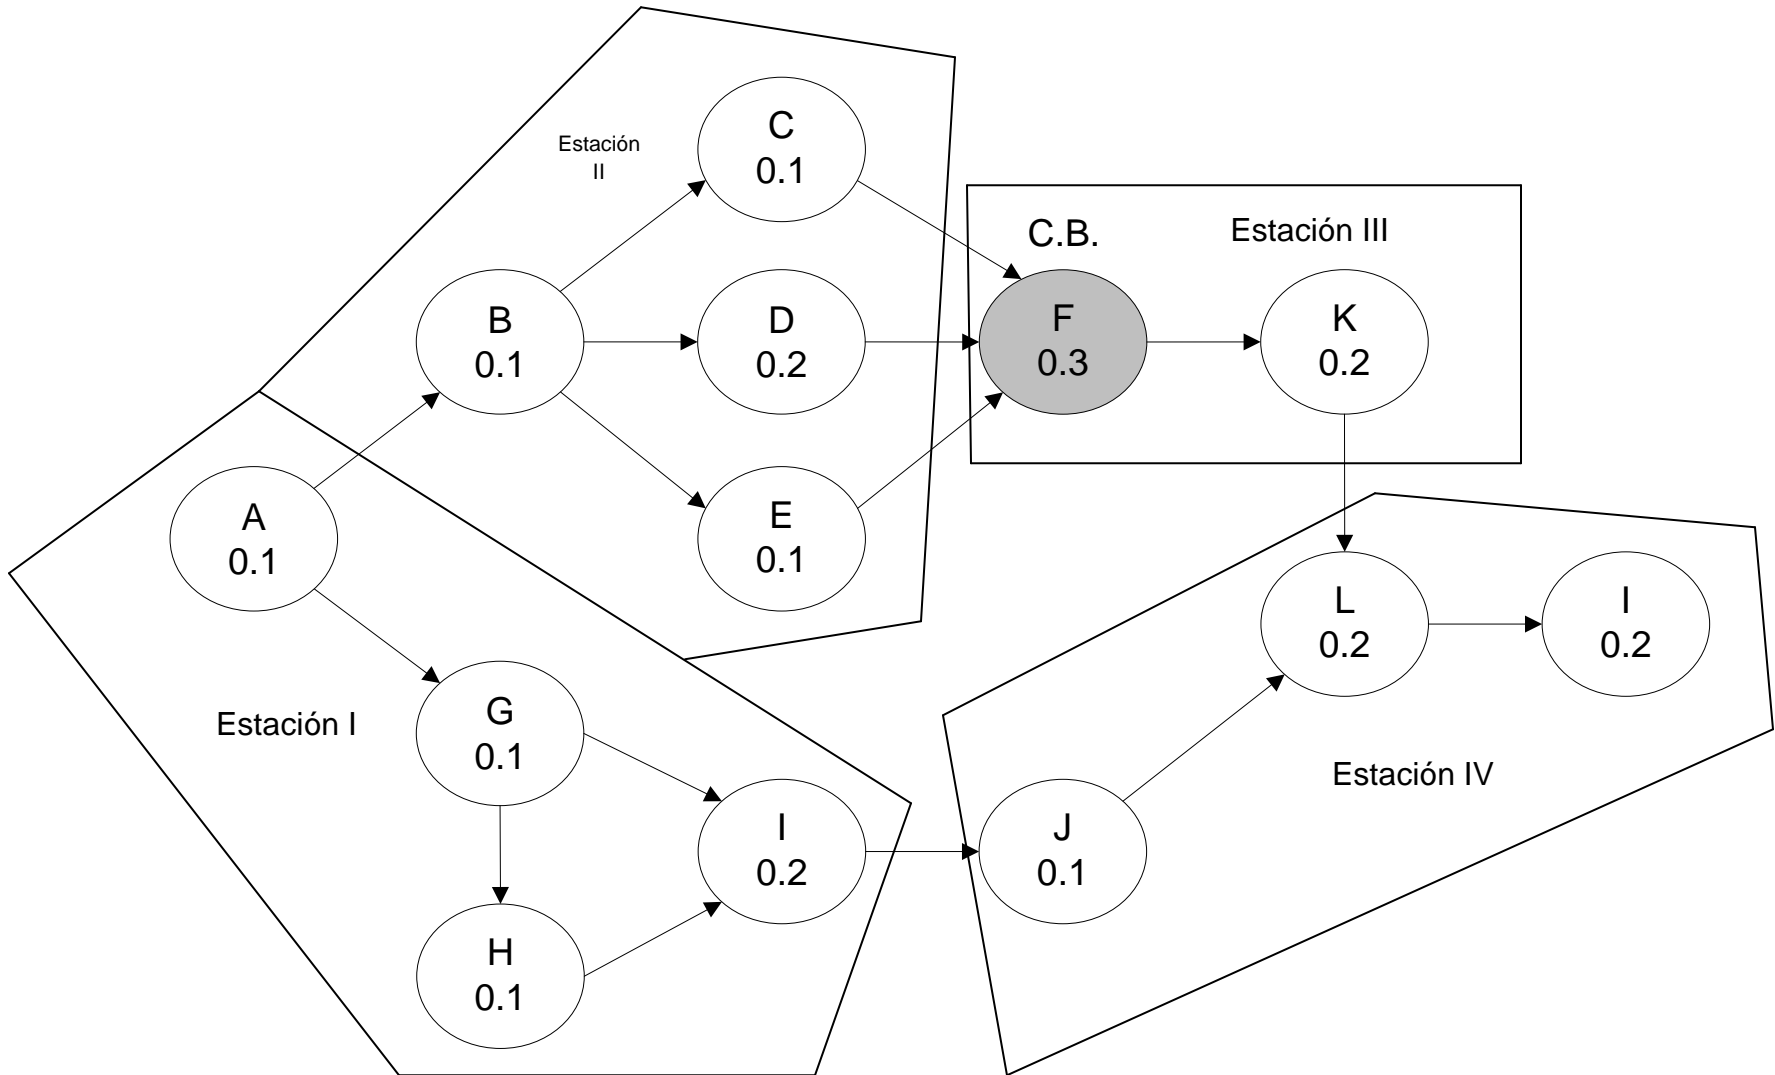 C
0.1
Estación
II
C.B.
Estación III
B
0.1
D
0.2
F
0.3
K
0.2
A
0.1
E
0.1
L
0.2
I
0.2
Estación I
G
0.1
Estación IV
I
0.2
J
0.1
H
0.1